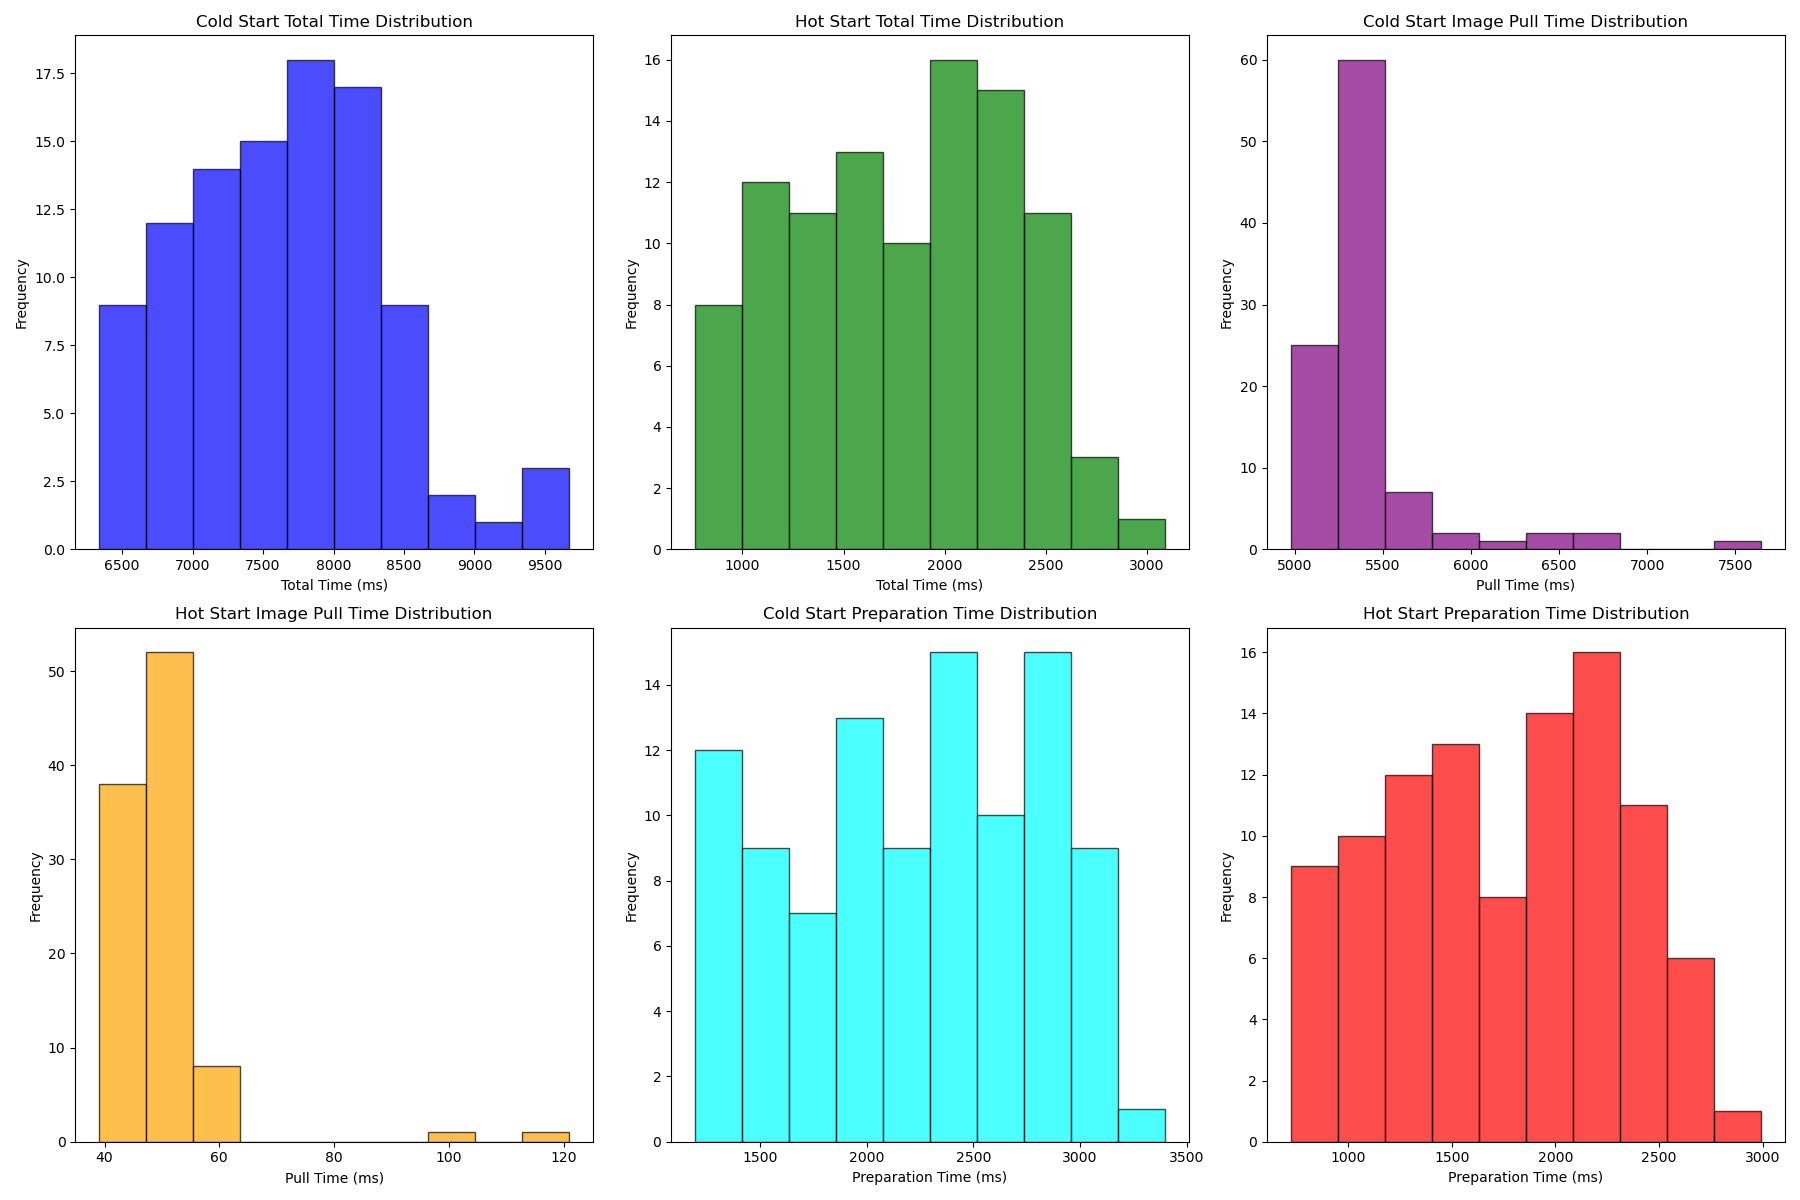 Cold Start Total Time Distribution
Frequency
17.5
15.0
12.5
10.0
7.5
5.0
2.5
0.0
6500 7000 7500 8000 8500 9000 9500
Total Time (ms)
Hot Start Total Time Distribution
Frequency
16
14
12
10
8
6
4
2
0
1000 1500 2000 2500 3000
Total Time (ms)
Cold Start Image Pull Time Distribution
Frequency
60
50
40
30
20
10
0
5000 5500 6000 6500 7000 7500
Pull Time (ms)
Hot Start Image Pull Time Distribution
Frequency
50
40
30
20
10
0
40 60 80 100 120
Pull Time (ms)
Cold Start Preparation Time Distribution
Frequency
14
12
10
8
6
4
2
0
1500 2000 2500 3000 3500
Preparation Time (ms)
Hot Start Preparation Time Distribution
Frequency
16
14
12
10
8
6
4
2
0
1000 1500 2000 2500 3000
Preparation Time (ms)